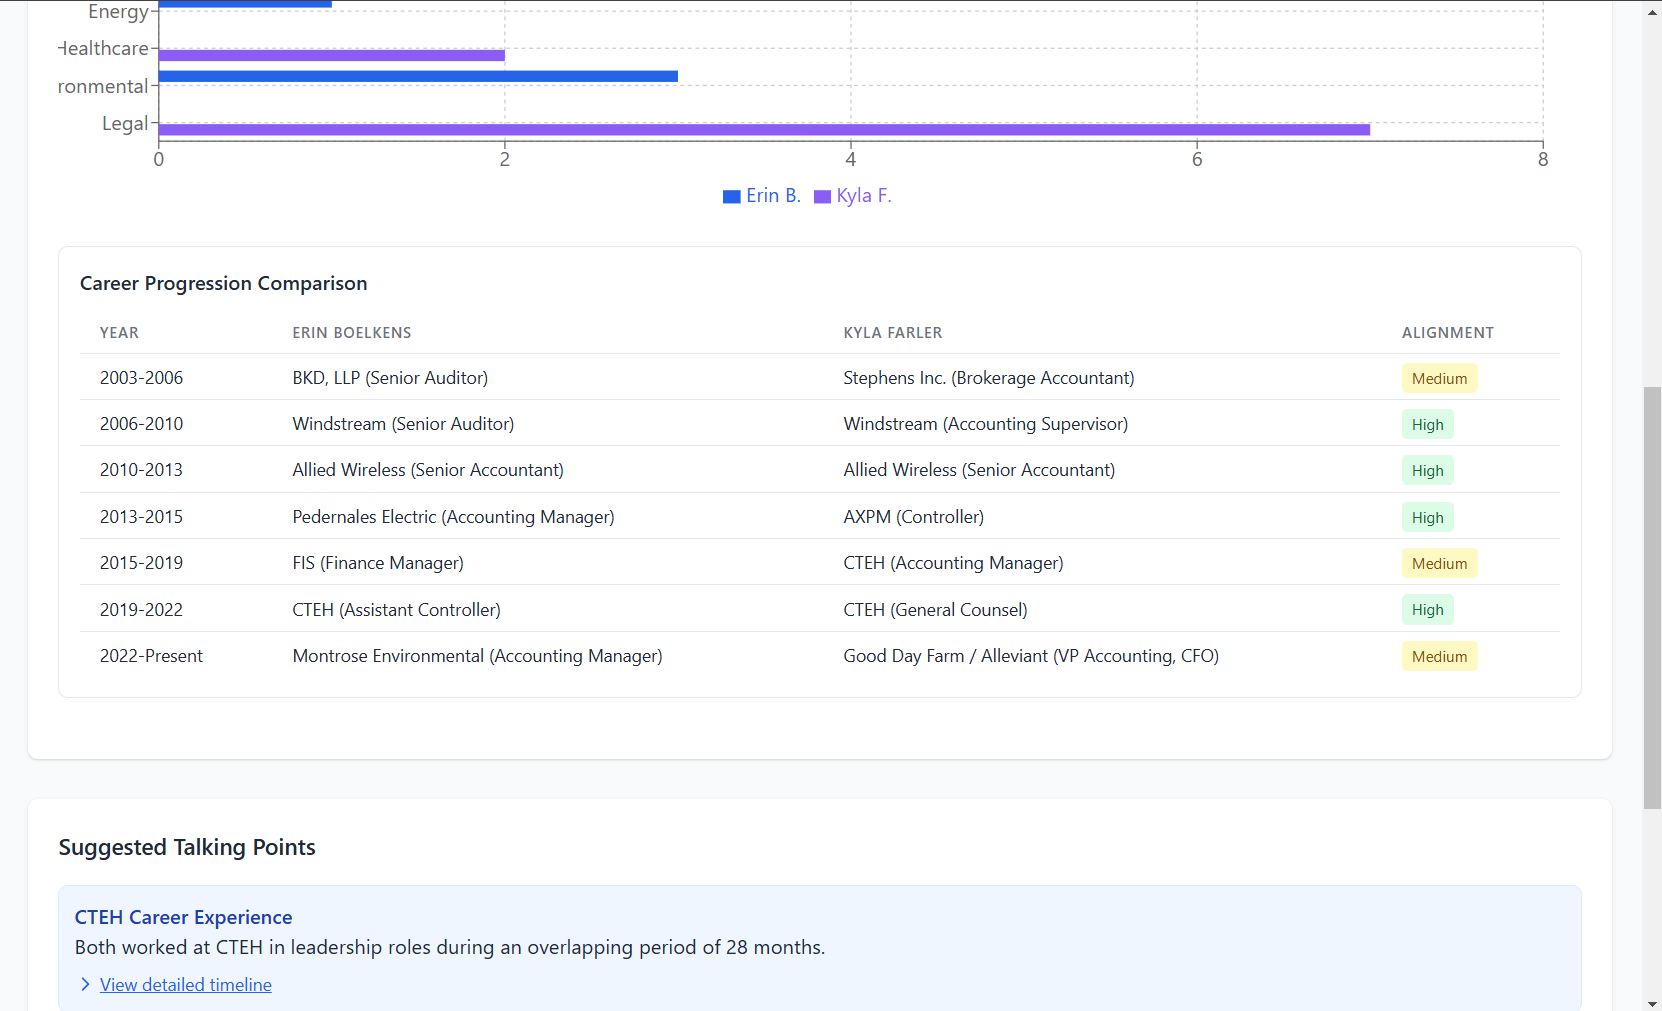 Energy
Healthcare
ronmental
Legal
0 2 4 6 8
Erin B. Kyla F.
Career Progression Comparison
YEAR ERIN BOELKENS KYLA FARLER ALIGNMENT
2003-2006 BKD, LLP (Senior Auditor) Stephens Inc. (Brokerage Accountant) Medium
2006-2010 Windstream (Senior Auditor) Windstream (Accounting Supervisor) High
2010-2013 Allied Wireless (Senior Accountant) Allied Wireless (Senior Accountant) High
2013-2015 Pedernales Electric (Accounting Manager) AXPM (Controller) High
2015-2019 FIS (Finance Manager) CTEH (Accounting Manager) Medium
2019-2022 CTEH (Assistant Controller) CTEH (General Counsel) High
2022-Present Montrose Environmental (Accounting Manager) Good Day Farm / Alleviant (VP Accounting, CFO) Medium
Suggested Talking Points
CTEH Career Experience
Both worked at CTEH in leadership roles during an overlapping period of 28 months.
View detailed timeline